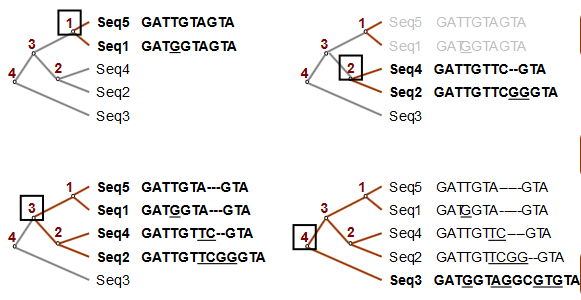 1 Seq5 GATTGTAGTA
Seq1 GATGGTAGTA
3
2 Seq4
4
Seq2
Seq3
1 Seq5 GATTGTAGTA
Seq1 GATGGTAGTA
3
2 Seq4 GATTGTTC--GTA
4
Seq2 GATTGTTCGGGTA
Seq3
1 Seq5 GATTGTA---GTA
3 Seq1 GATGGTA---GTA
2 Seq4 GATTGTTC--GTA
4
Seq2 GATTGTTCGGGTA
Seq3
1 Seq5 GATTGTA-----GTA
3 Seq1 GATGGTA-----GTA
2 Seq4 GATTGTTC----GTA
4
Seq2 GATTGTTCGG--GTA
Seq3 GATGGTAGGCGTGTA